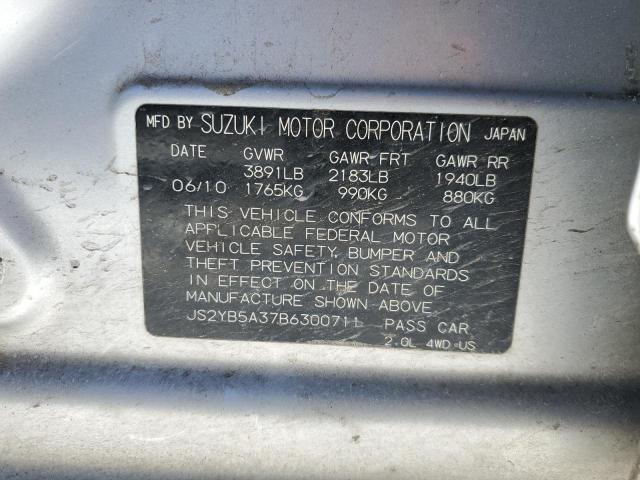 MFD BY SUZUKI MOTOR CORPORATION JAPAN
DATE GVWR GAWR FRT GAWR RR
3891LB 2183LB 1940LB
06/10 1765KG 990KG 880KG
THIS VEHICLE CONFORMS TO ALL
APPLICABLE FEDERAL MOTOR
VEHICLE SAFETY, BUMPER AND
THEFT PREVENTION STANDARDS
IN EFFECT ON THE DATE OF
MANUFACTURE SHOWN ABOVE.
JS2YB5A37B6300711 PASS CAR
2.0L 4WD US